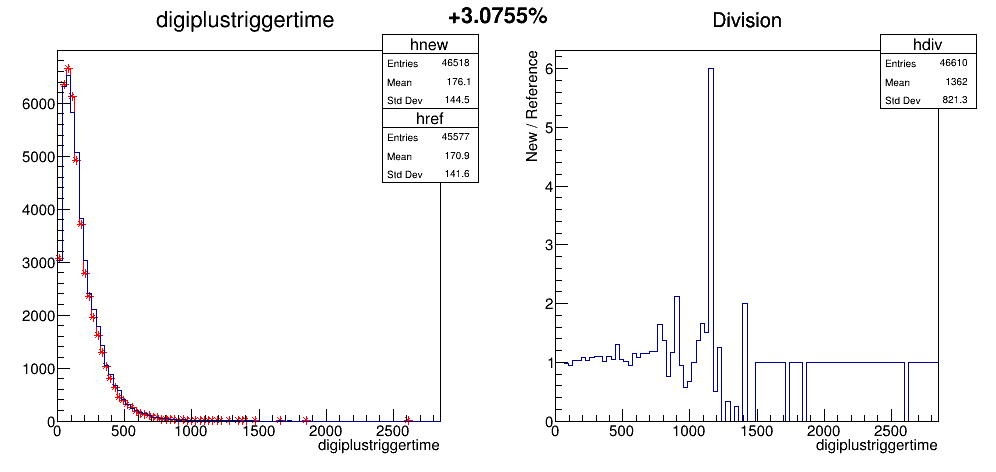 +3.0755%
digiplustriggertime
hnew
Entries 46518
Mean 176.1
Std Dev 144.5
href
Entries 45577
Mean 170.9
Std Dev 141.6
6000
5000
4000
3000
2000
1000
0
0 500 1000 1500 2000 2500
digiplustriggertime
Division
hdiv
Entries 46610
Mean 1362
Std Dev 821.3
New / Reference
6
5
4
3
2
1
0
0 500 1000 1500 2000 2500
digiplustriggertime